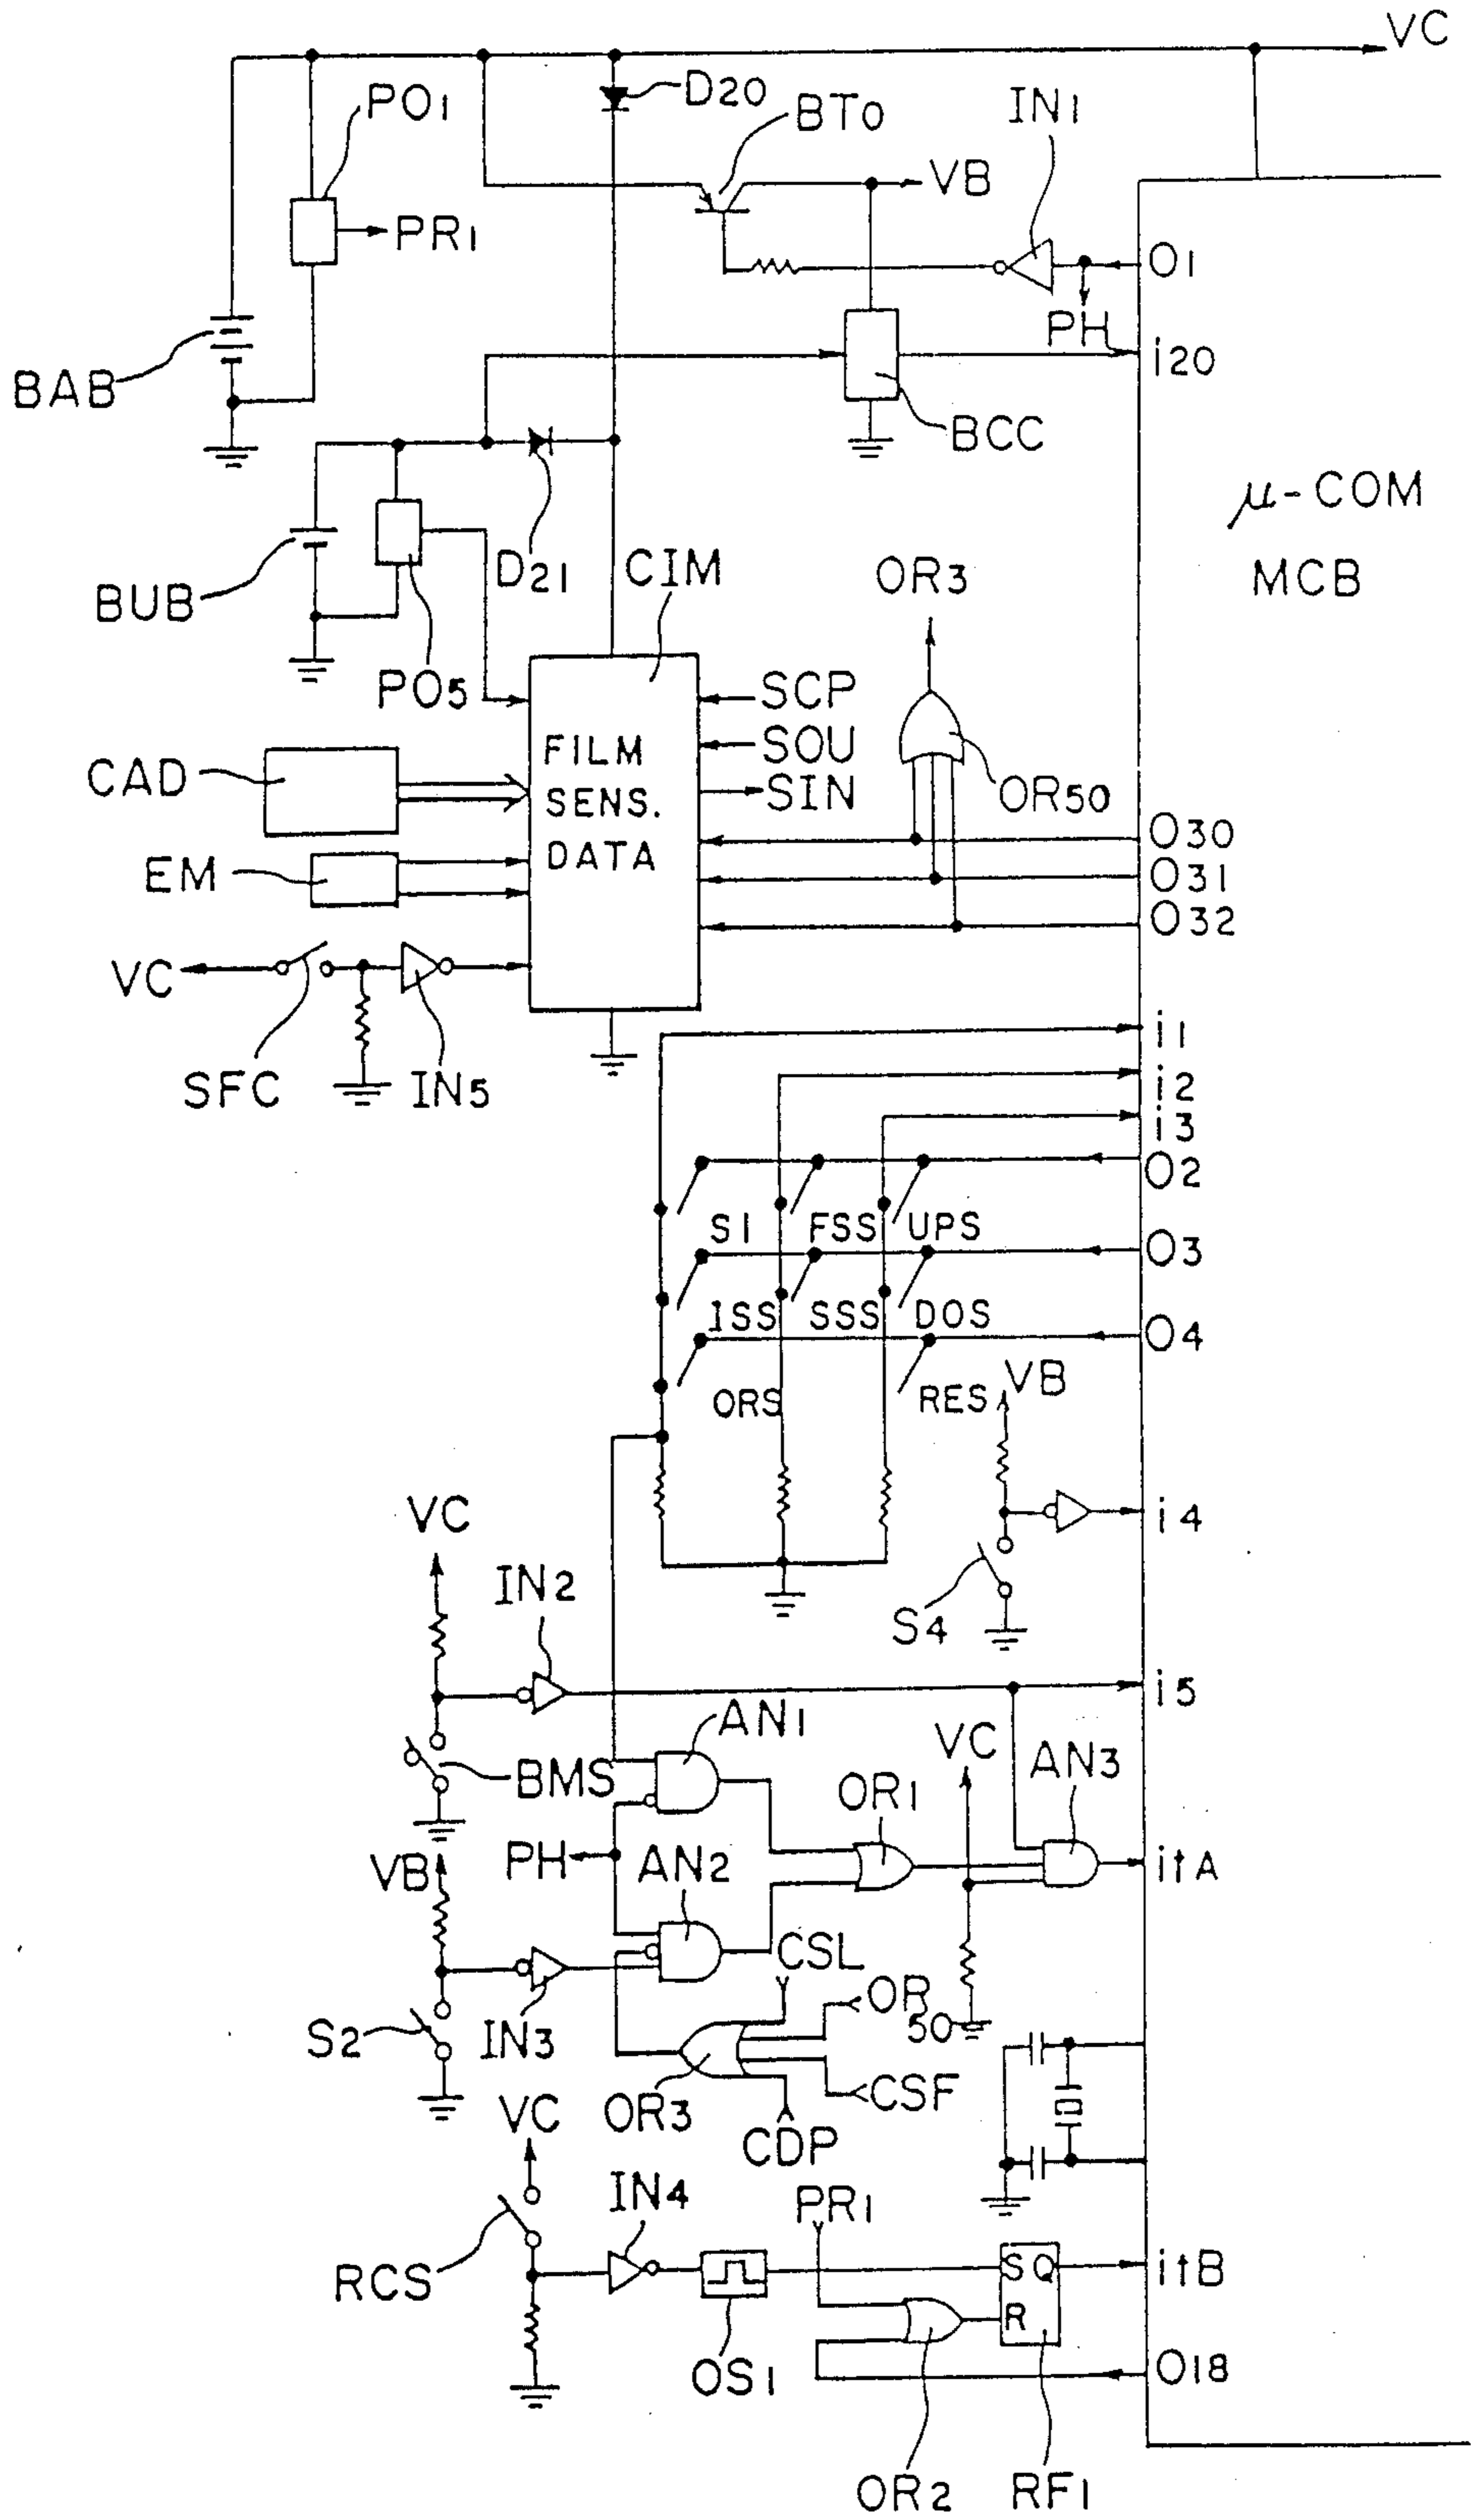 VC
D20
PO1
BTO
IN1
VB
PR1
O1
PH
i20
BAB
BCC
μ-COM
MCB
D21
CIM
OR3
BUB
PO5
SCP
SOU
SIN
FILM
SENS.
DATA
CAD
OR50
O30
EM
O31
O32
VC
SFC
IN5
i1
i2
i3
O2
S1
FSS
UPS
O3
ISS
SSS
DOS
O4
VB
ORS
RES
VC
i4
IN2
S4
i5
AN1
VC
AN3
BMS
OR1
VB
PH
AN2
itA
CSL
OR
50
S2
IN3
CSF
VC
OR3
CDP
IN4
PR1
RCS
S Q
itB
R
OS1
O18
OR2
RF1